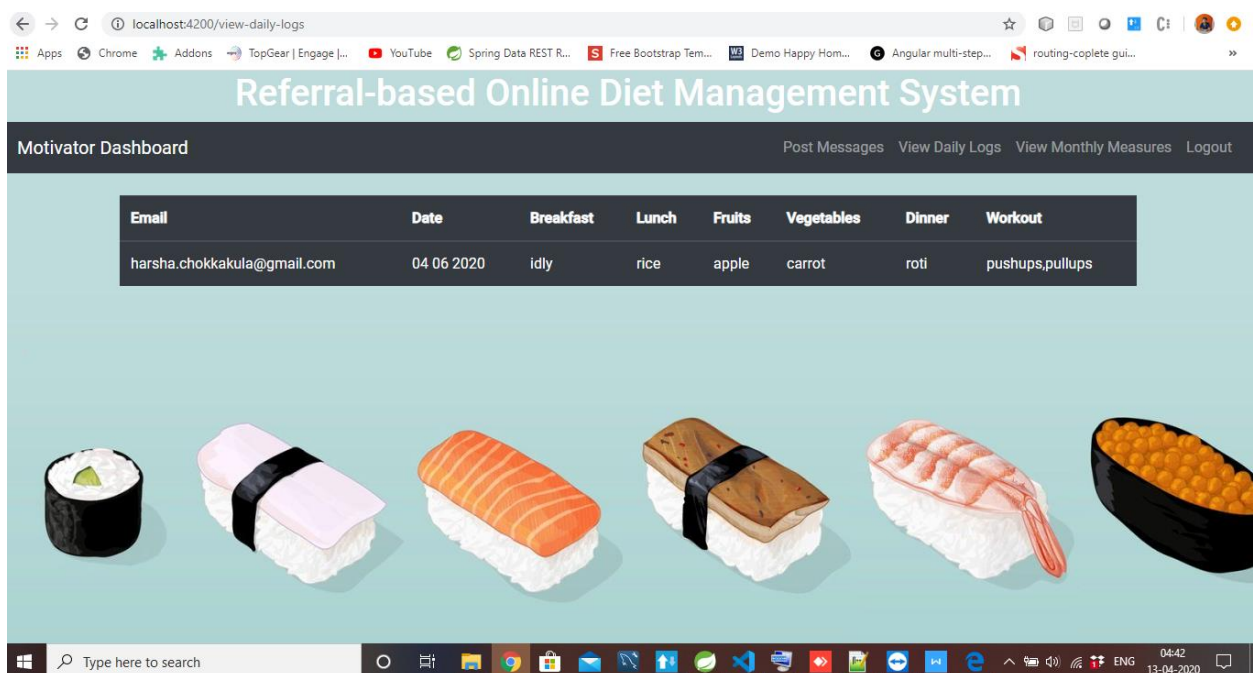 localhost:4200/view-daily-logs
Apps Chrome Addons TopGear | Engage |... YouTube Spring Data REST R... Free Bootstrap Tem... Demo Happy Hom... Angular multi-step... routing-coplete gui... »
Referral-based Online Diet Management System
Motivator Dashboard Post Messages View Daily Logs View Monthly Measures Logout
Email Date Breakfast Lunch Fruits Vegetables Dinner Workout
harsha.chokkakula@gmail.com 04 06 2020 idly rice apple carrot roti pushups,pullups
Type here to search ENG 04:42
13-04-2020